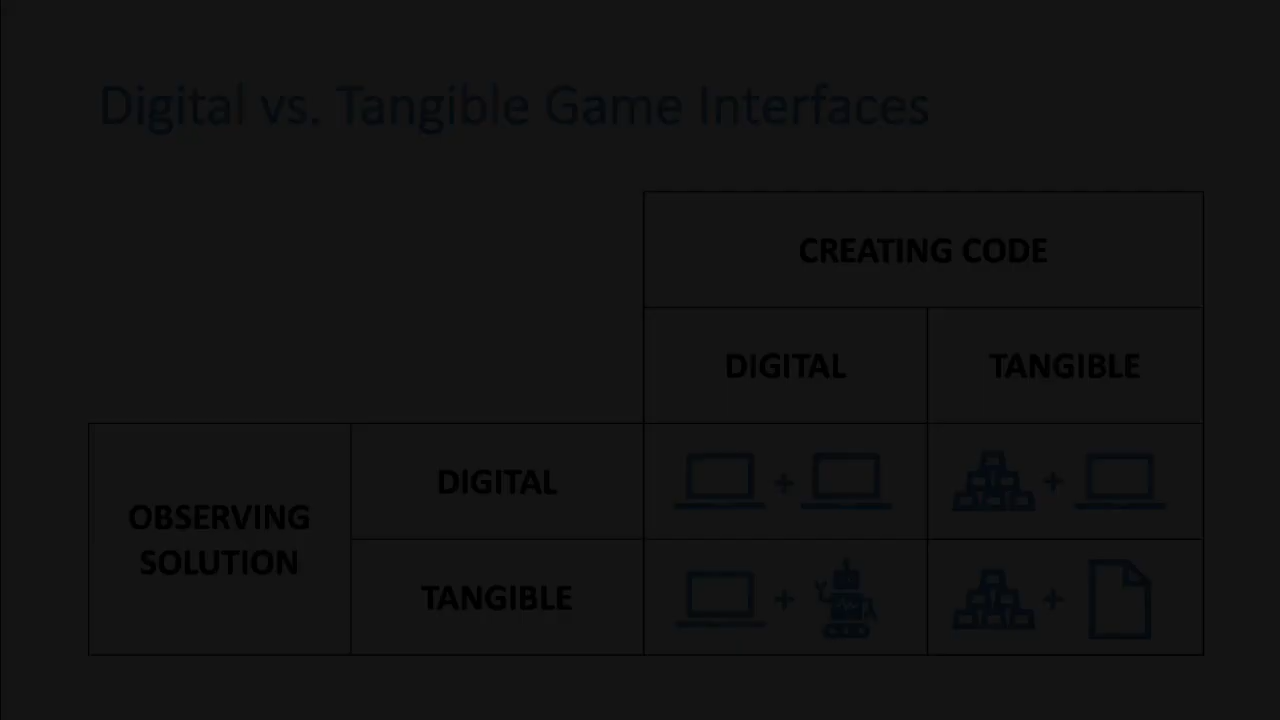 Digital vs. Tangible Game Interfaces
CREATING CODE
DIGITAL
TANGIBLE
OBSERVING
SOLUTION
DIGITAL
+
+
TANGIBLE
+
+